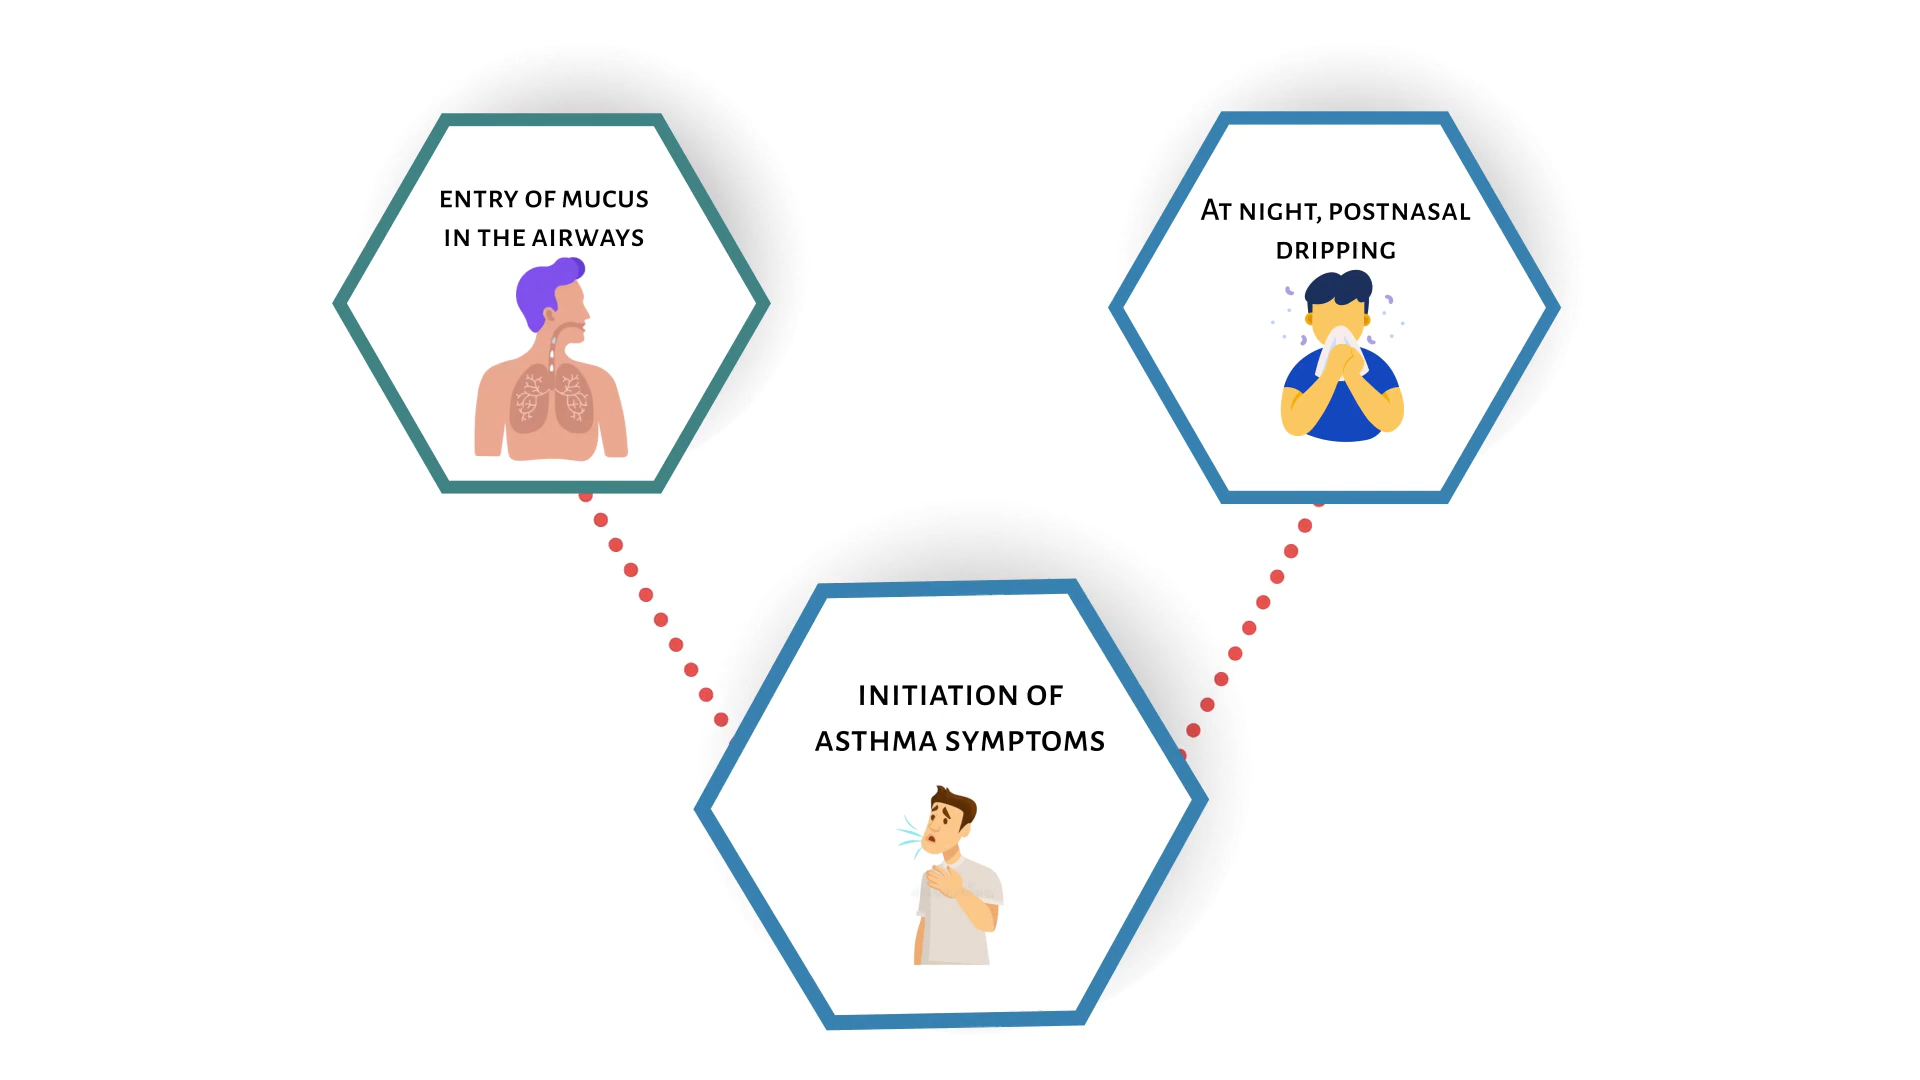 ENTRY OF MUCUS
IN THE AIRWAYS
AT NIGHT, POSTNASAL
DRIPPING
INITIATION OF
ASTHMA SYMPTOMS